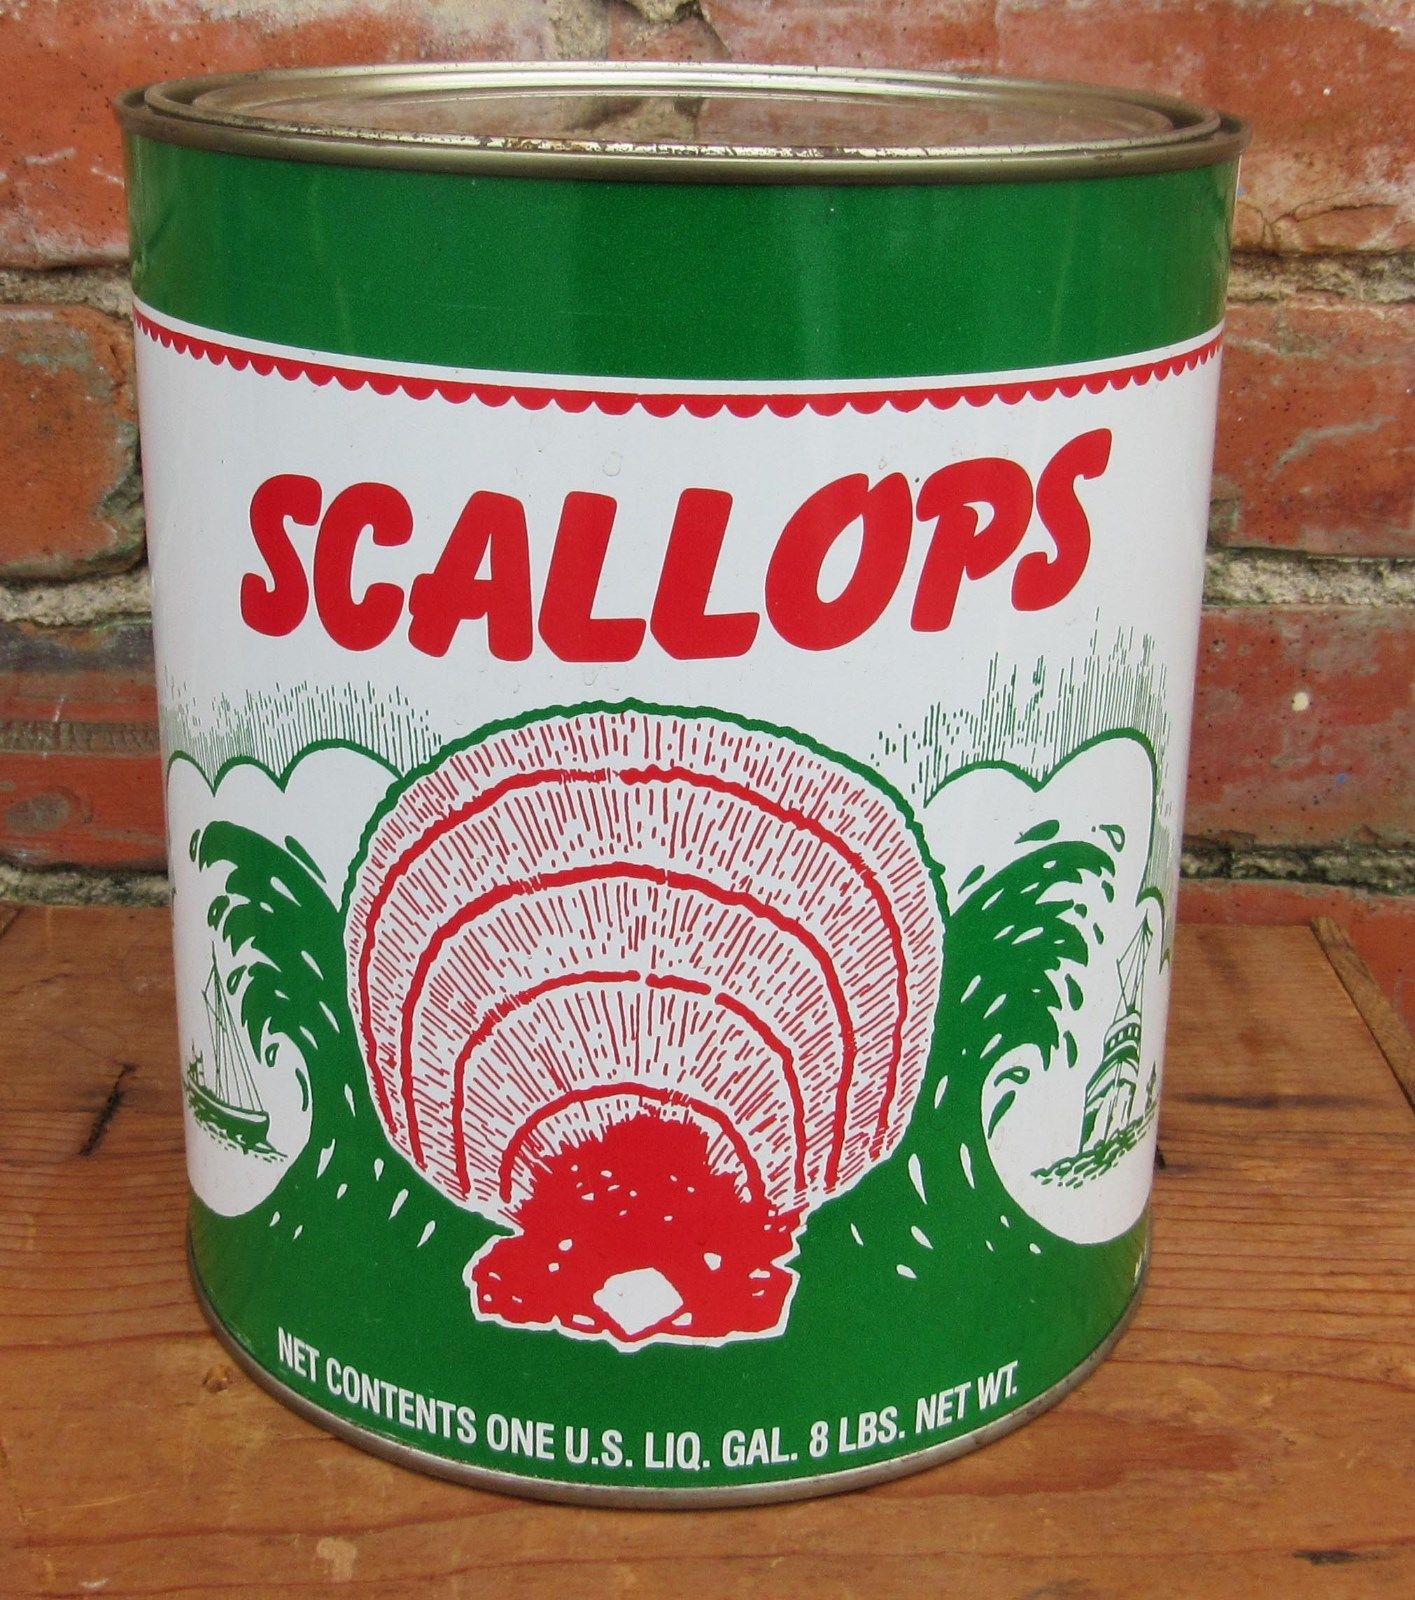 SCALLOPS
NET CONTENTS ONE U.S. LIQ. GAL. 8 LBS. NET WT.